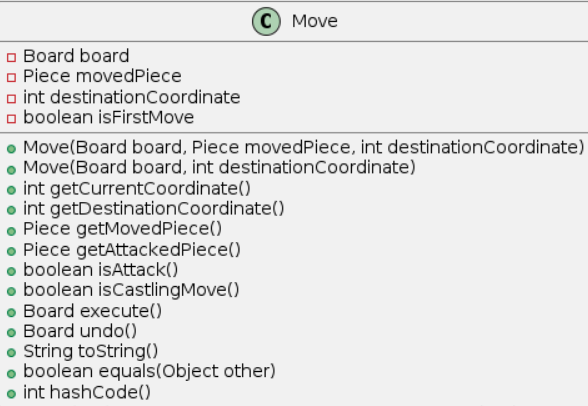 C Move
Board board
Piece movedPiece
int destinationCoordinate
boolean isFirstMove
Move(Board board, Piece movedPiece, int destinationCoordinate)
Move(Board board, int destinationCoordinate)
int getCurrentCoordinate()
int getDestinationCoordinate()
Piece getMovedPiece()
Piece getAttackedPiece()
boolean isAttack()
boolean isCastlingMove()
Board execute()
Board undo()
String toString()
boolean equals(Object other)
int hashCode()